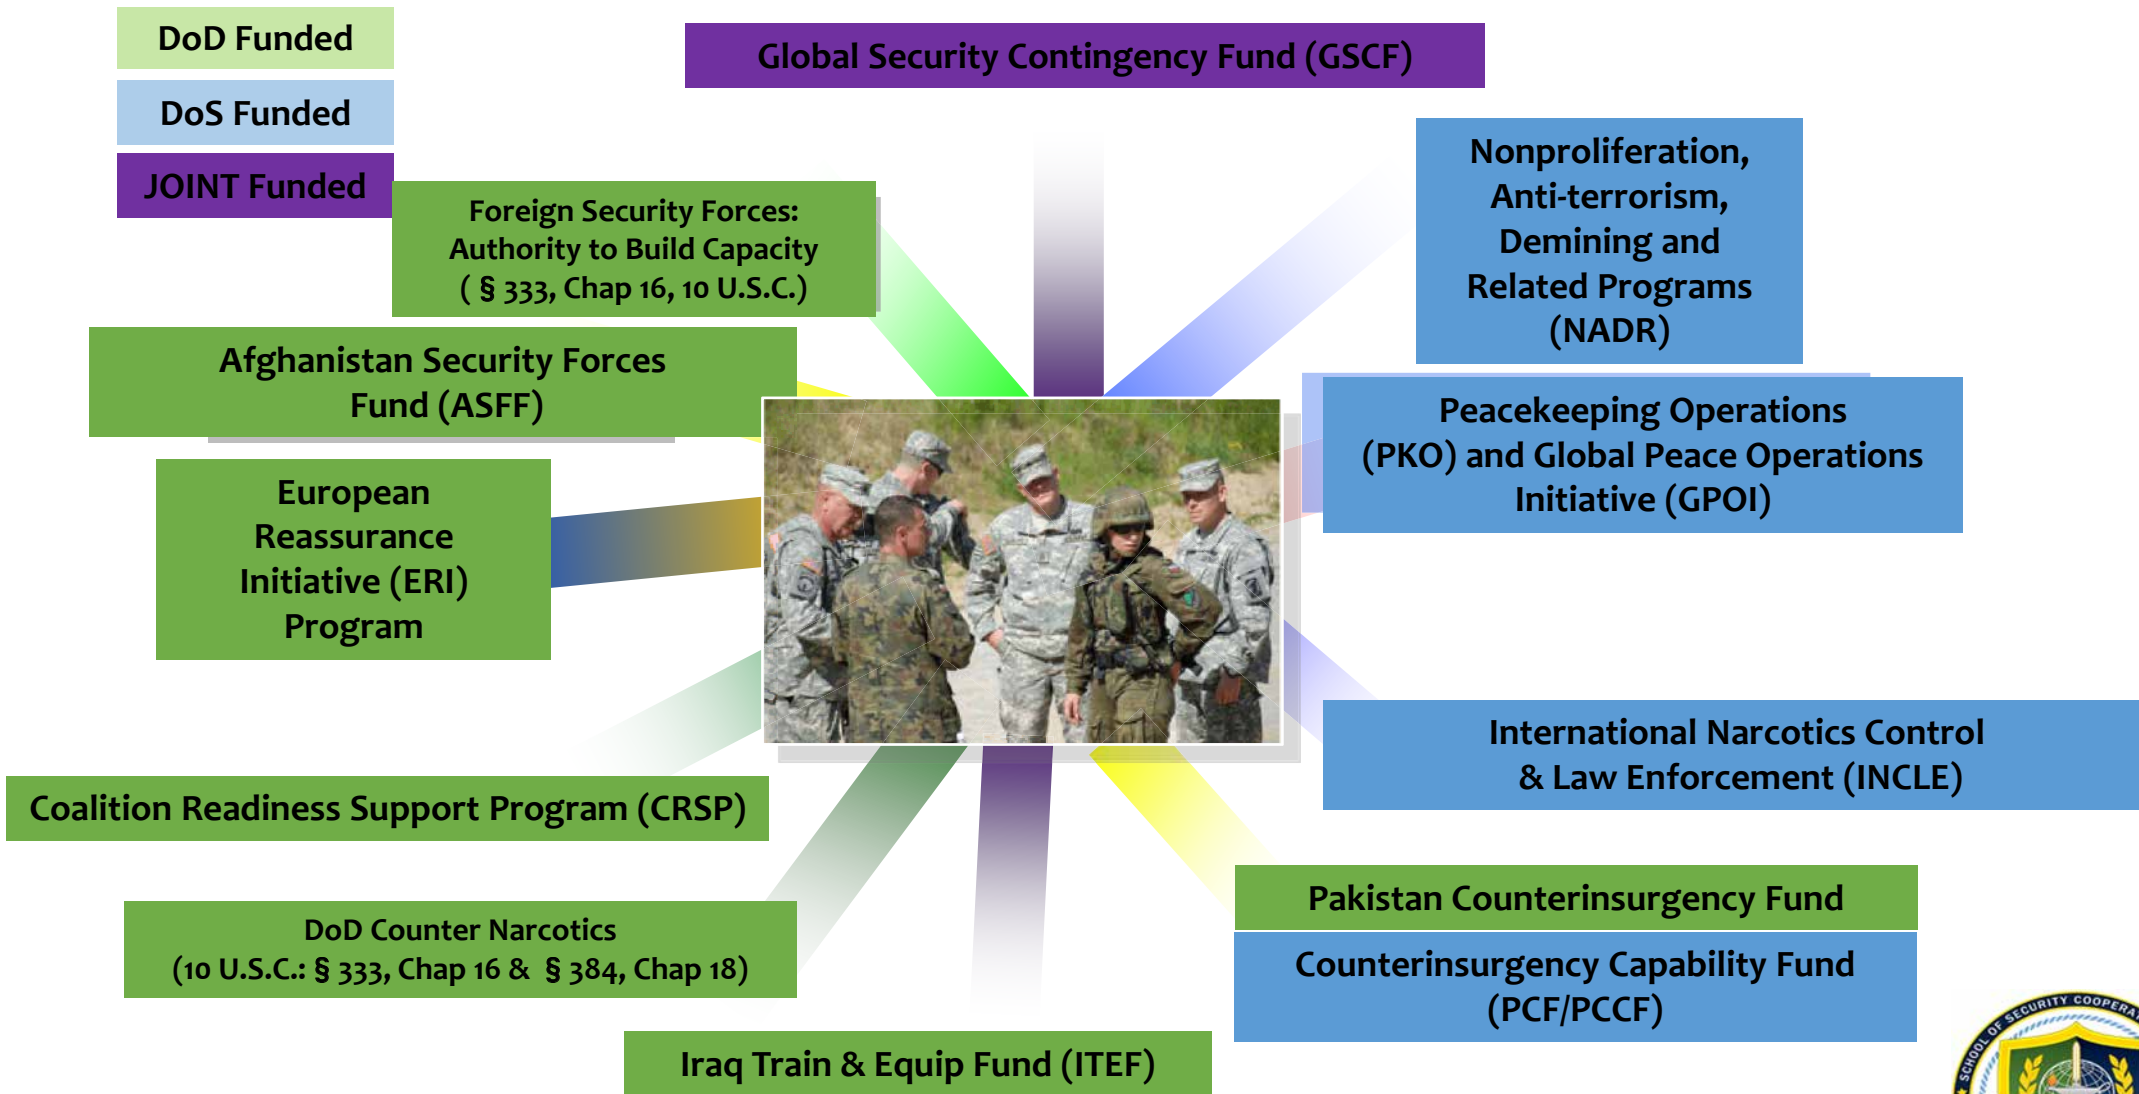 DoD Funded
DoS Funded
JOINT Funded
Global Security Contingency Fund (GSCF)
Foreign Security Forces:
Authority to Build Capacity
( § 333, Chap 16, 10 U.S.C.)
Nonproliferation,
Anti-terrorism,
Demining and
Related Programs
(NADR)
Afghanistan Security Forces
Fund (ASFF)
Peacekeeping Operations
(PKO) and Global Peace Operations
Initiative (GPOI)
European
Reassurance
Initiative (ERI)
Program
International Narcotics Control
& Law Enforcement (INCLE)
Coalition Readiness Support Program (CRSP)
Pakistan Counterinsurgency Fund
Counterinsurgency Capability Fund
(PCF/PCCF)
DoD Counter Narcotics
(10 U.S.C.: § 333, Chap 16 & § 384, Chap 18)
Iraq Train & Equip Fund (ITEF)
SCHOOL OF SECURITY